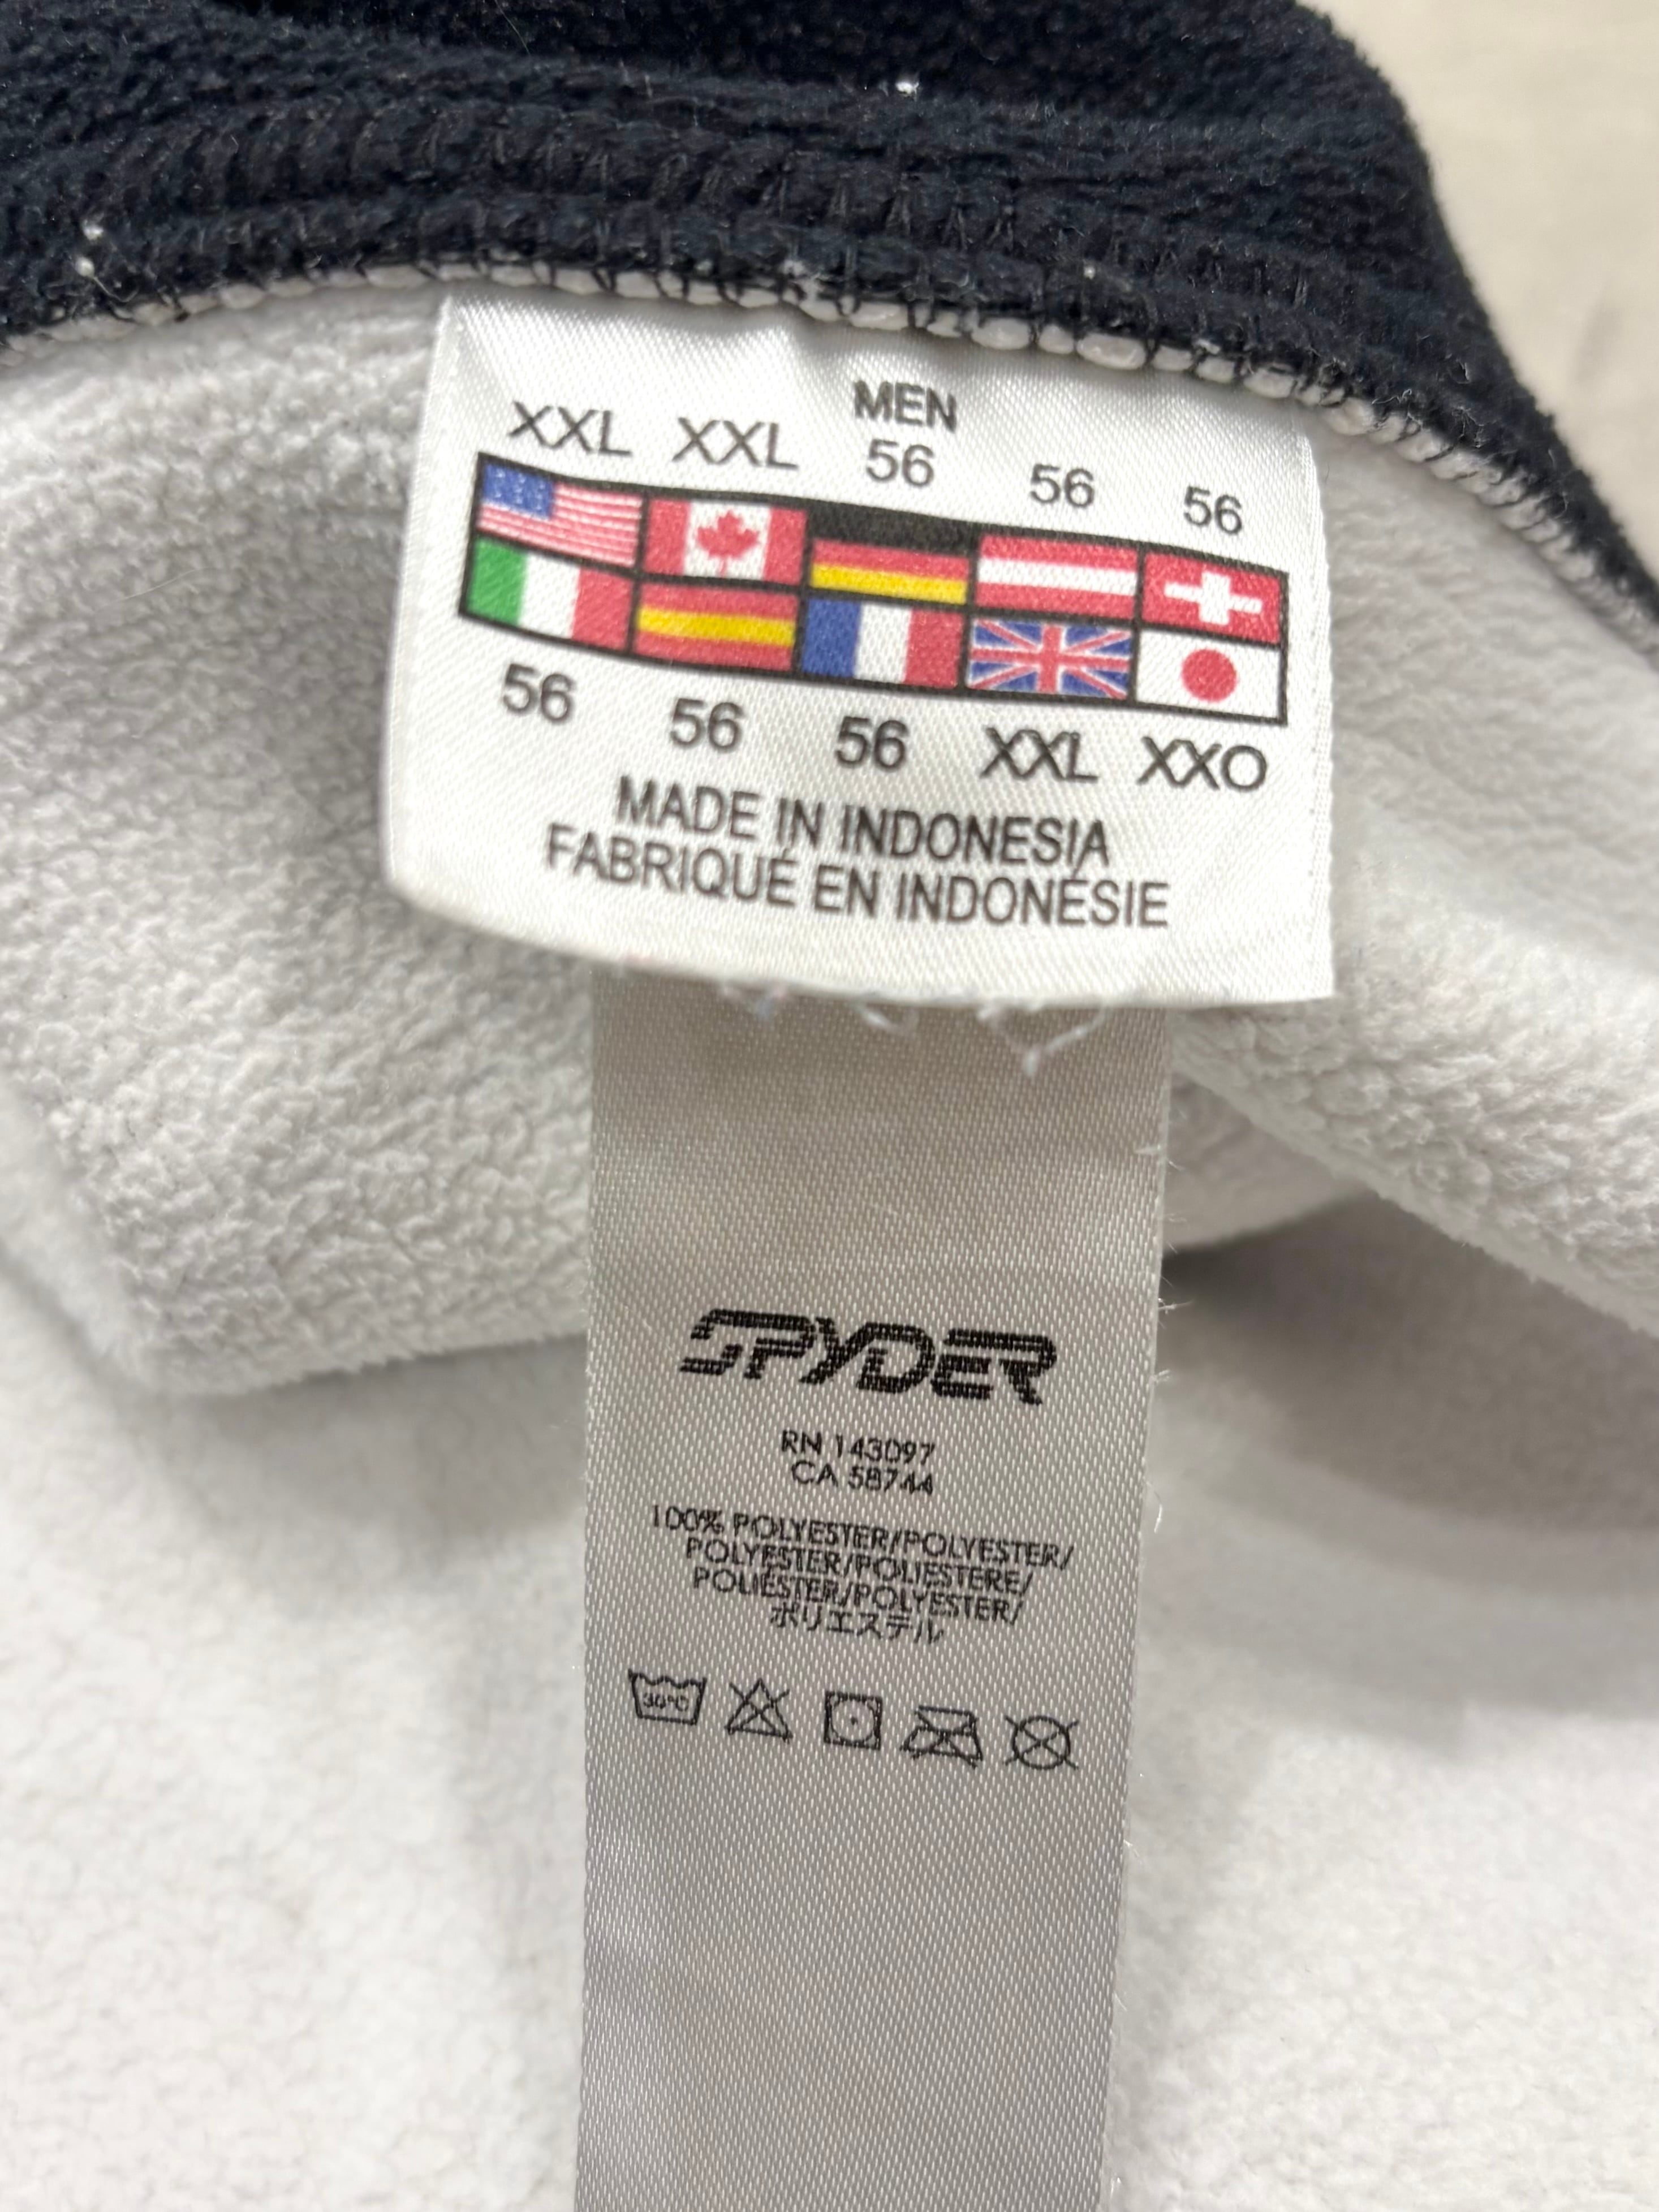 MEN
XXL XXL 56 56 56
56 56 56 XXL XXO
MADE IN INDONESIA
FABRIQUÉ EN INDONÉSIE
SPYDER
RN 143097
CA 58744
100% POLYESTER/POLYESTER/
POLYESTER/POLIESTERE/
POLIÉSTER/POLYESTER/
ポリエステル
30°C